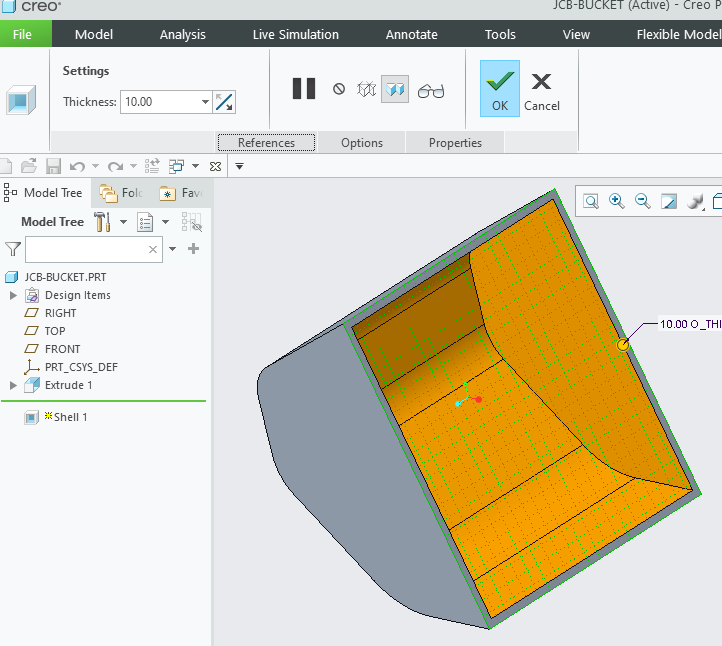 creo®
JCB-BUCKET (Active) - Creo P
File Model Analysis Live Simulation Annotate Tools View Flexible Model
Settings
Thickness: 10.00
OK Cancel
References Options Properties
Model Tree Fol Fav
Model Tree
JCB-BUCKET.PRT
Design Items
RIGHT
TOP
FRONT
PRT_CSYS_DEF
Extrude 1
Shell 1
10.00 O_THI